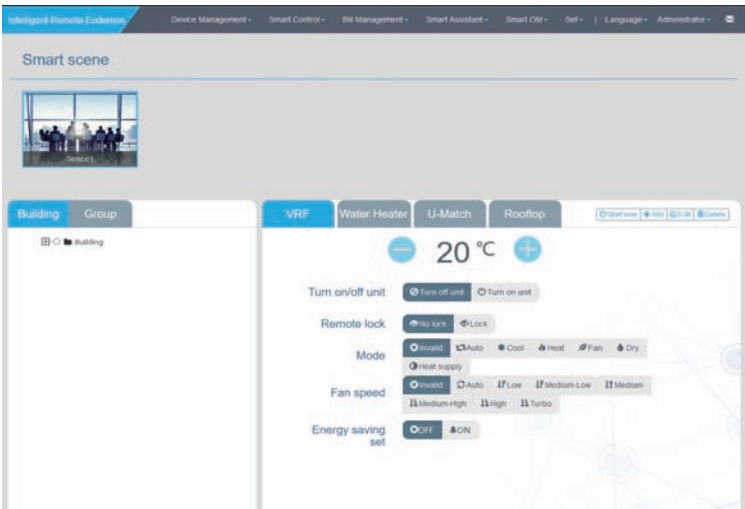 Intelligent Remote Eudemon Device Management Smart Control Bill Management Smart Assistant Smart OM Set | Language Administrator
Smart scene
Sence1
Building Group
Building
VRF Water Heater U-Match Rooftop Start now Add Edit Delete
20 °C
Turn on/off unit Turn off unit Turn on unit
Remote lock No lock Lock
Mode Invalid Auto Cool Heat Fan Dry
Heat supply
Fan speed Invalid Auto Low Medium-Low Medium
Medium-High High Turbo
Energy saving set OFF ON